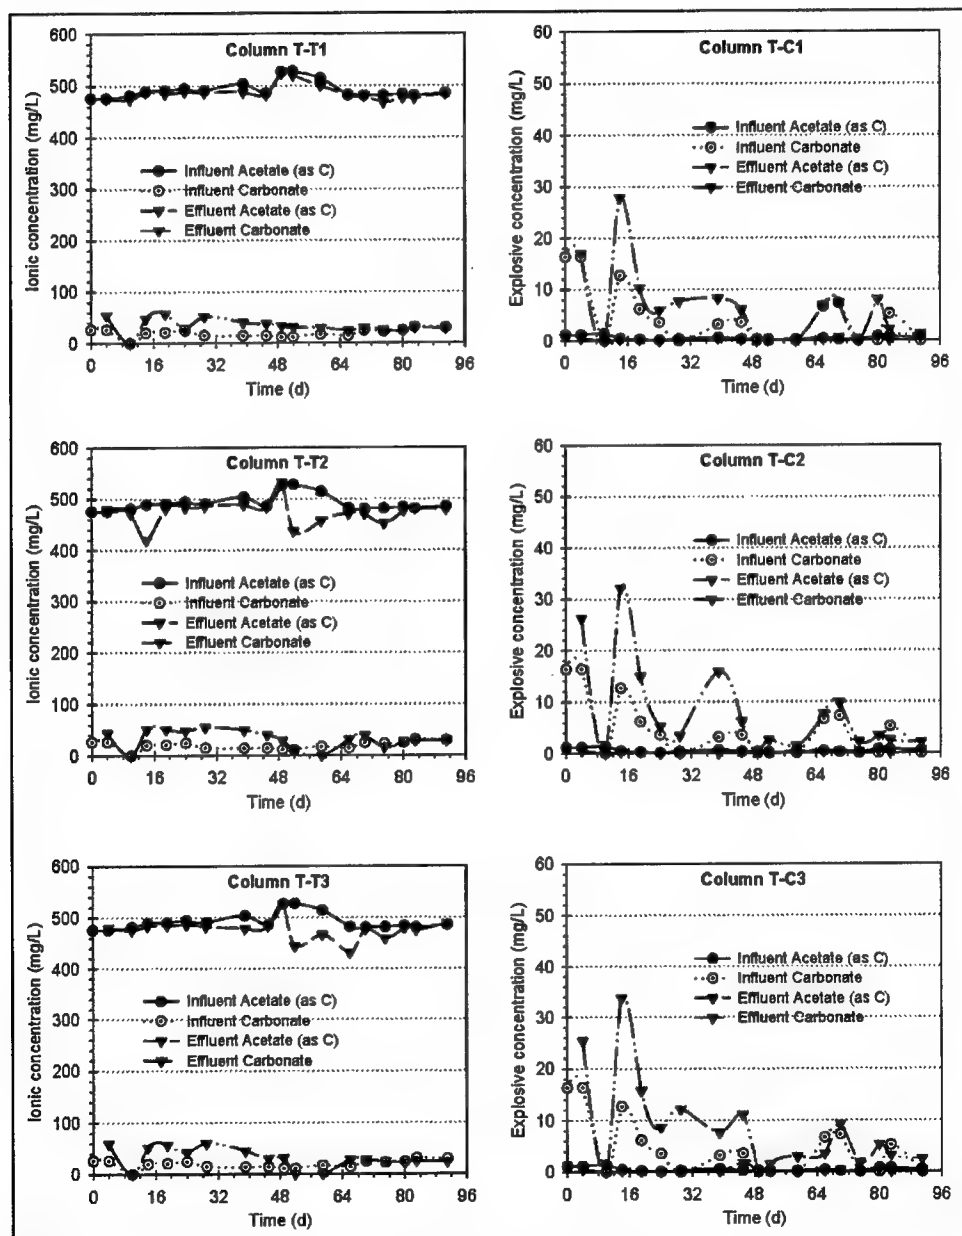 Column T-T1
Ionic concentration (mg/L)
600
500
400
300
200
100
0
Influent Acetate (as C)
Influent Carbonate
Effluent Acetate (as C)
Effluent Carbonate
0 16 32 48 64 80 96
Time (d)
Column T-C1
Explosive concentration (mg/L)
60
50
40
30
20
10
0
Influent Acetate (as C)
Influent Carbonate
Effluent Acetate (as C)
Effluent Carbonate
0 16 32 48 64 80 96
Time (d)
Column T-T2
Ionic concentration (mg/L)
600
500
400
300
200
100
0
Influent Acetate (as C)
Influent Carbonate
Effluent Acetate (as C)
Effluent Carbonate
0 16 32 48 64 80 96
Time (d)
Column T-C2
Explosive concentration (mg/L)
60
50
40
30
20
10
0
Influent Acetate (as C)
Influent Carbonate
Effluent Acetate (as C)
Effluent Carbonate
0 16 32 48 64 80 96
Time (d)
Column T-T3
Ionic concentration (mg/L)
600
500
400
300
200
100
0
Influent Acetate (as C)
Influent Carbonate
Effluent Acetate (as C)
Effluent Carbonate
0 16 32 48 64 80 96
Time (d)
Column T-C3
Explosive concentration (mg/L)
60
50
40
30
20
10
0
Influent Acetate (as C)
Influent Carbonate
Effluent Acetate (as C)
Effluent Carbonate
0 16 32 48 64 80 96
Time (d)